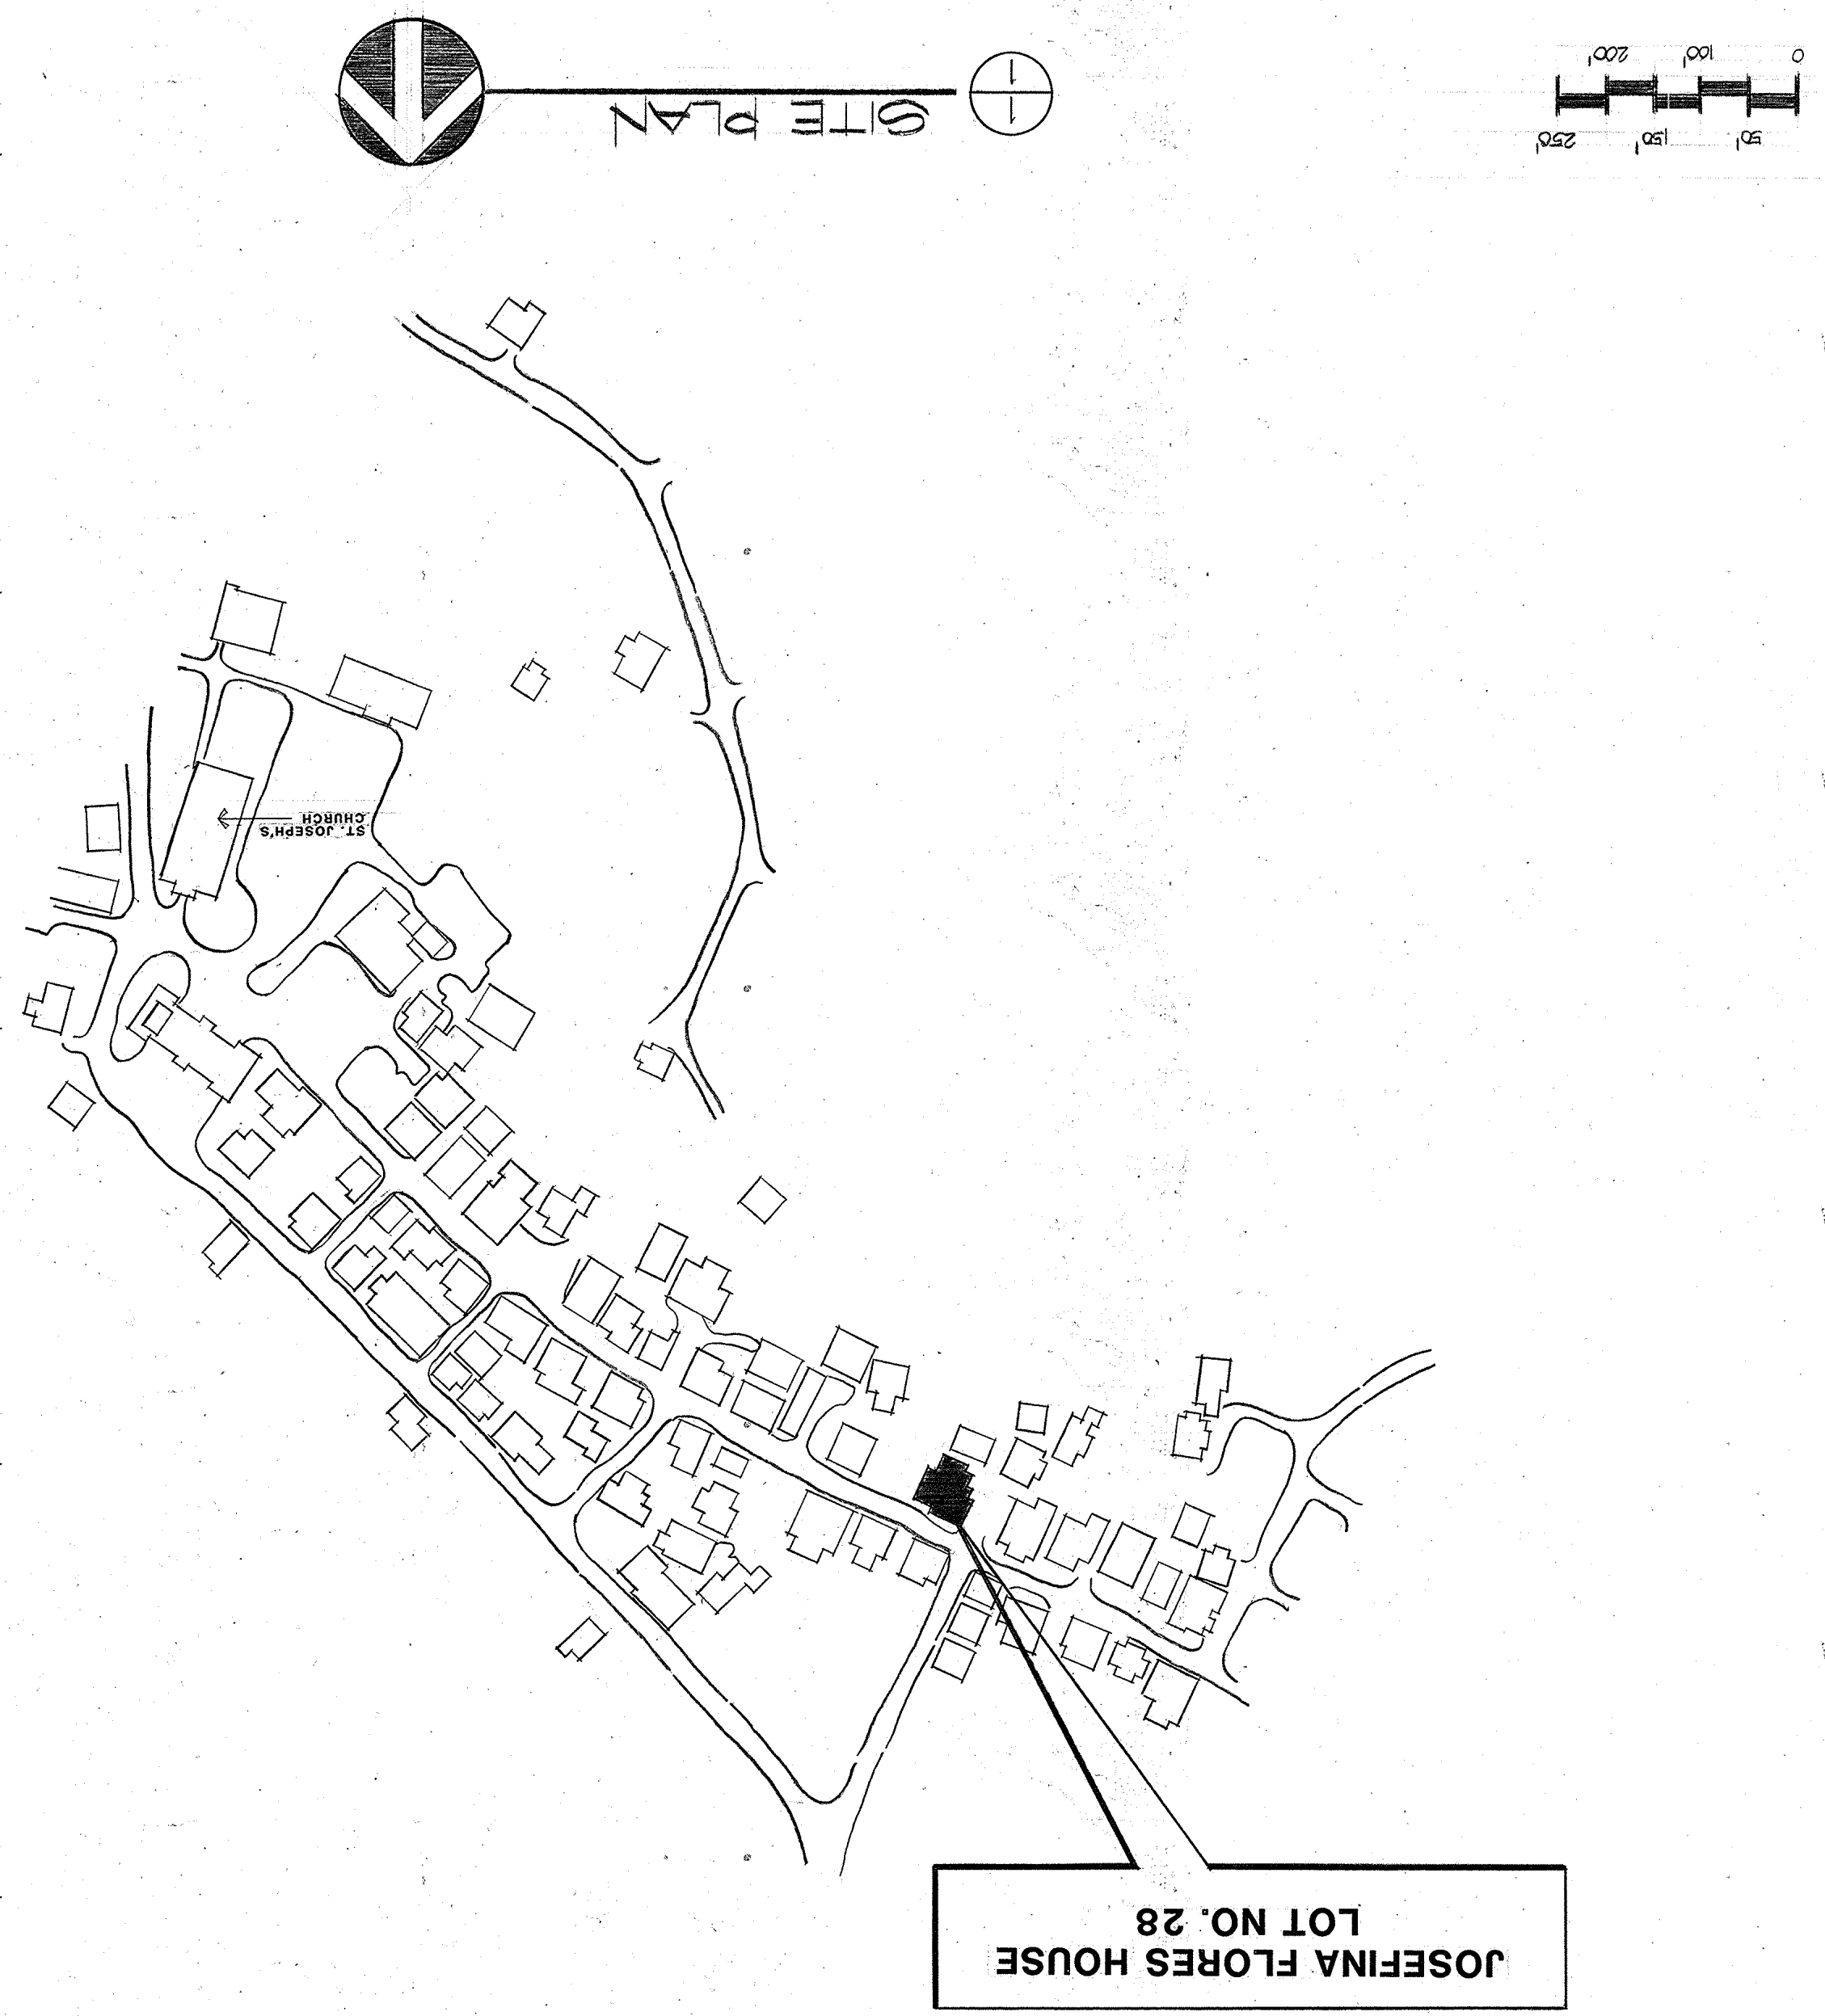 JOSEFINA FLORES HOUSE
LOT NO. 28
ST. JOSEPH'S
CHURCH
50' 150' 250'
0 100' 200'
1
1
SITE PLAN